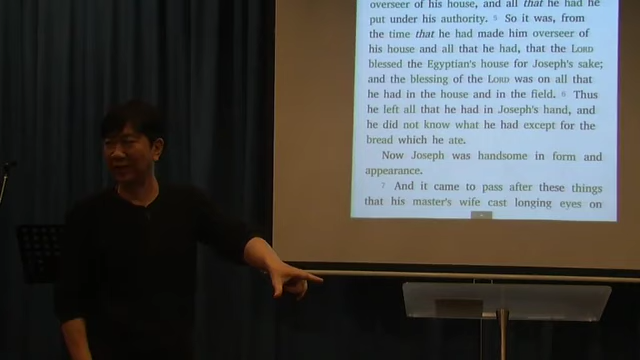 overseer of his house, and all that he had he
put under his authority. 5 So it was, from
the time that he had made him overseer of
his house and all that he had, that the LORD
blessed the Egyptian's house for Joseph's sake;
and the blessing of the LORD was on all that
he had in the house and in the field. 6 Thus
he left all that he had in Joseph's hand, and
he did not know what he had except for the
bread which he ate.
Now Joseph was handsome in form and
appearance.
7 And it came to pass after these things
that his master's wife cast longing eyes on